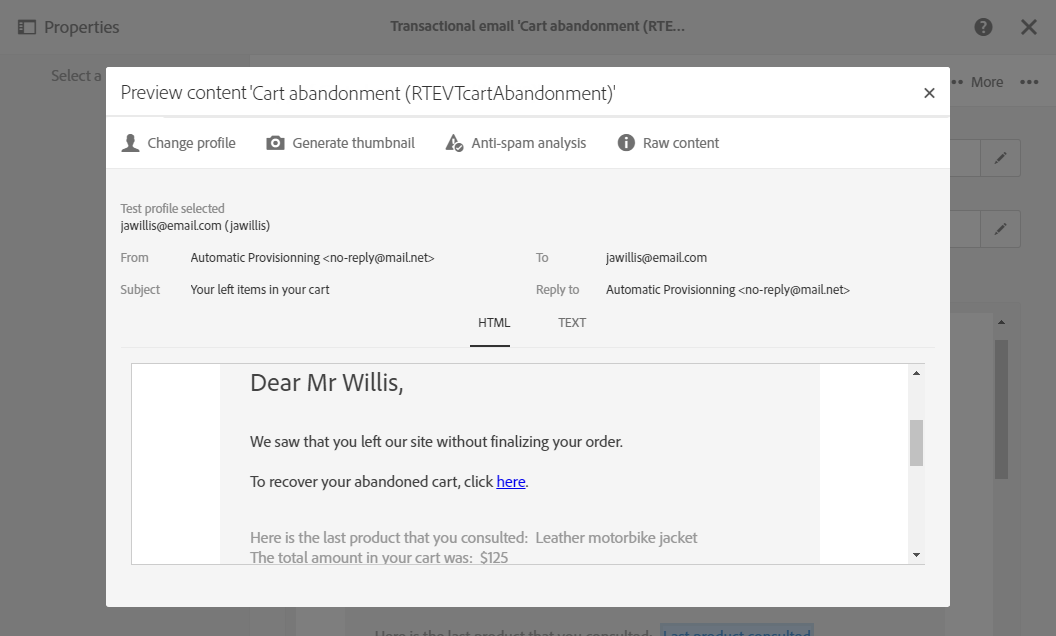 Properties
Transactional email 'Cart abandonment (RTE...
Select a
More
Preview content 'Cart abandonment (RTEVTcartAbandonment)'
Change profile Generate thumbnail Anti-spam analysis Raw content
Test profile selected
jawillis@email.com (jawillis)
From Automatic Provisionning <no-reply@mail.net> To jawillis@email.com
Subject Your left items in your cart Reply to Automatic Provisionning <no-reply@mail.net>
HTML TEXT
Dear Mr Willis,
We saw that you left our site without finalizing your order.
To recover your abandoned cart, click here.
Here is the last product that you consulted: Leather motorbike jacket
The total amount in your cart was: $125
Here is the last product that you consulted: Last product consulted